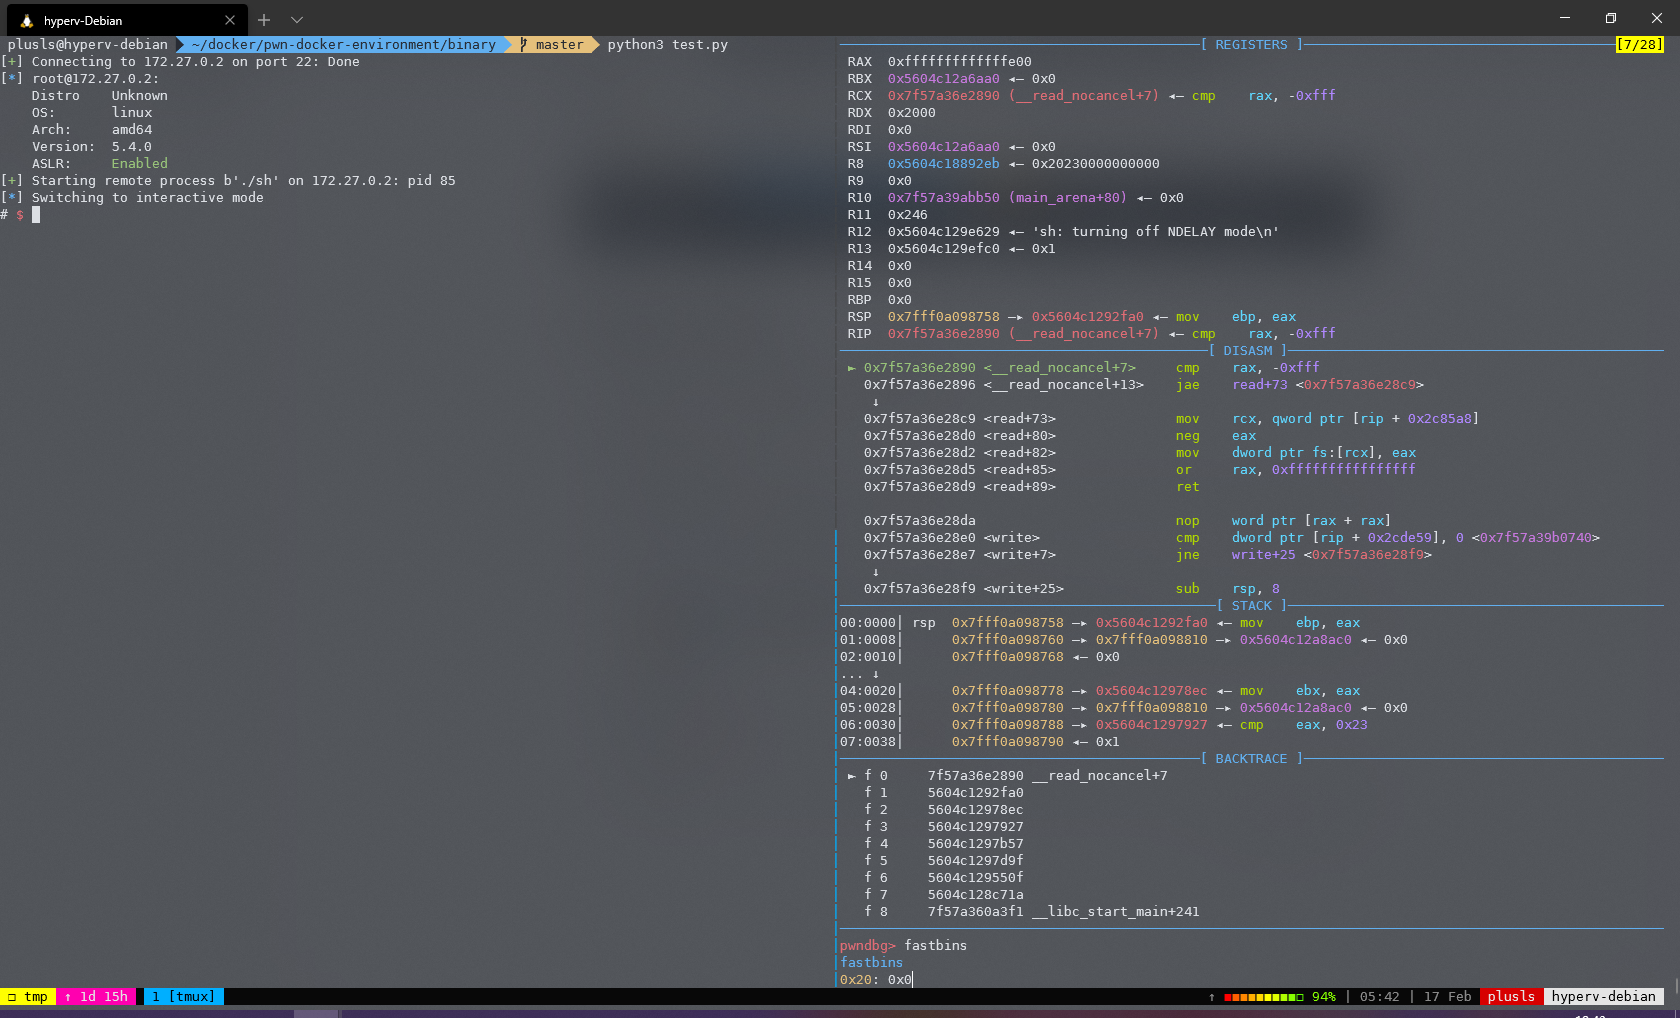 hyperv-Debian
plusls@hyperv-debian ~/docker/pwn-docker-environment/binary master python3 test.py
[+] Connecting to 172.27.0.2 on port 22: Done
[*] root@172.27.0.2:
Distro Unknown
OS: linux
Arch: amd64
Version: 5.4.0
ASLR: Enabled
[+] Starting remote process b'./sh' on 172.27.0.2: pid 85
[*] Switching to interactive mode
# $
[ REGISTERS ] [7/28]
RAX 0xfffffffffffffe00
RBX 0x5604c12a6aa0 ◂— 0x0
RCX 0x7f57a36e2890 (__read_nocancel+7) ◂— cmp rax, -0xfff
RDX 0x2000
RDI 0x0
RSI 0x5604c12a6aa0 ◂— 0x0
R8 0x5604c18892eb ◂— 0x20230000000000
R9 0x0
R10 0x7f57a39abb50 (main_arena+80) ◂— 0x0
R11 0x246
R12 0x5604c129e629 ◂— 'sh: turning off NDELAY mode\n'
R13 0x5604c129efc0 ◂— 0x1
R14 0x0
R15 0x0
RBP 0x0
RSP 0x7fff0a098758 —▸ 0x5604c1292fa0 ◂— mov ebp, eax
RIP 0x7f57a36e2890 (__read_nocancel+7) ◂— cmp rax, -0xfff
[ DISASM ]
► 0x7f57a36e2890 <__read_nocancel+7> cmp rax, -0xfff
0x7f57a36e2896 <__read_nocancel+13> jae read+73 <0x7f57a36e28c9>
↓
0x7f57a36e28c9 <read+73> mov rcx, qword ptr [rip + 0x2c85a8]
0x7f57a36e28d0 <read+80> neg eax
0x7f57a36e28d2 <read+82> mov dword ptr fs:[rcx], eax
0x7f57a36e28d5 <read+85> or rax, 0xffffffffffffffff
0x7f57a36e28d9 <read+89> ret
0x7f57a36e28da nop word ptr [rax + rax]
0x7f57a36e28e0 <write> cmp dword ptr [rip + 0x2cde59], 0 <0x7f57a39b0740>
0x7f57a36e28e7 <write+7> jne write+25 <0x7f57a36e28f9>
↓
0x7f57a36e28f9 <write+25> sub rsp, 8
[ STACK ]
00:0000│ rsp 0x7fff0a098758 —▸ 0x5604c1292fa0 ◂— mov ebp, eax
01:0008│ 0x7fff0a098760 —▸ 0x7fff0a098810 —▸ 0x5604c12a8ac0 ◂— 0x0
02:0010│ 0x7fff0a098768 ◂— 0x0
... ↓
04:0020│ 0x7fff0a098778 —▸ 0x5604c12978ec ◂— mov ebx, eax
05:0028│ 0x7fff0a098780 —▸ 0x7fff0a098810 —▸ 0x5604c12a8ac0 ◂— 0x0
06:0030│ 0x7fff0a098788 —▸ 0x5604c1297927 ◂— cmp eax, 0x23
07:0038│ 0x7fff0a098790 ◂— 0x1
[ BACKTRACE ]
► f 0 7f57a36e2890 __read_nocancel+7
f 1 5604c1292fa0
f 2 5604c12978ec
f 3 5604c1297927
f 4 5604c1297b57
f 5 5604c1297d9f
f 6 5604c129550f
f 7 5604c128c71a
f 8 7f57a360a3f1 __libc_start_main+241
pwndbg> fastbins
fastbins
0x20: 0x0
□ tmp ↑ 1d 15h 1 [tmux] ↑ 94% | 05:42 | 17 Feb plusls hyperv-debian